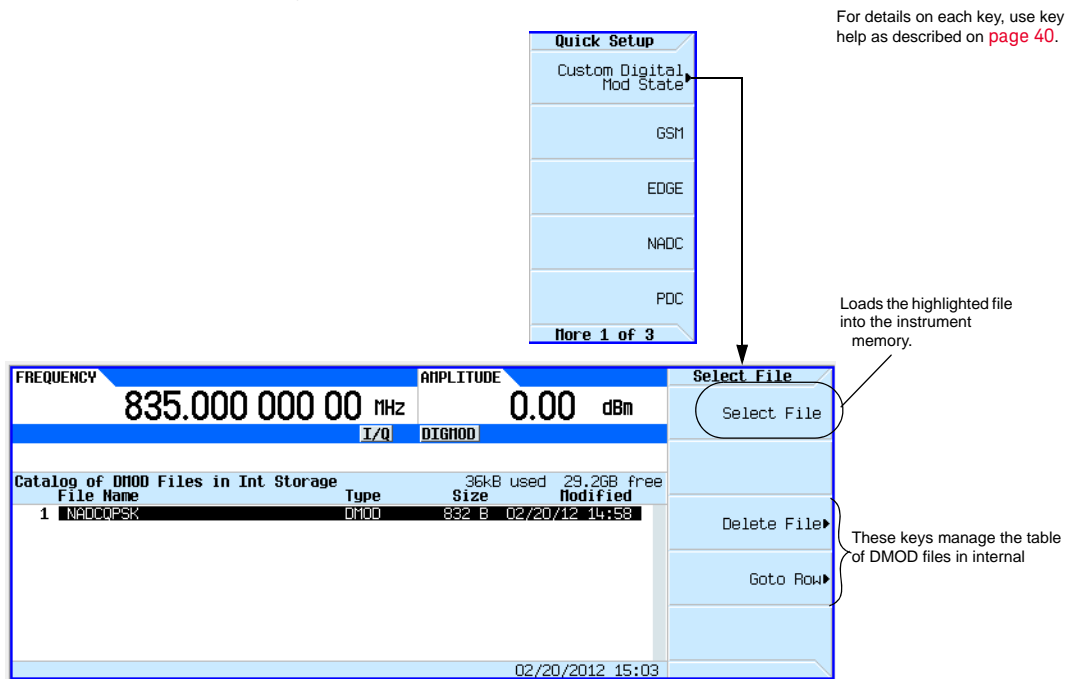 For details on each key, use key
help as described on page 40.
Quick Setup
Custom Digital
Mod State
GSM
EDGE
NADC
PDC
More 1 of 3
Loads the highlighted file
into the instrument
memory.
FREQUENCY
835.000 000 00 MHz
AMPLITUDE
0.00 dBm
I/Q DIGMOD
Catalog of DMOD Files in Int Storage 36kB used 29.2GB free
File Name Type Size Modified
1 NADCQPSK DMOD 832 B 02/20/12 14:58
02/20/2012 15:03
Select File
Select File
Delete File
Goto Row
These keys manage the table
of DMOD files in internal